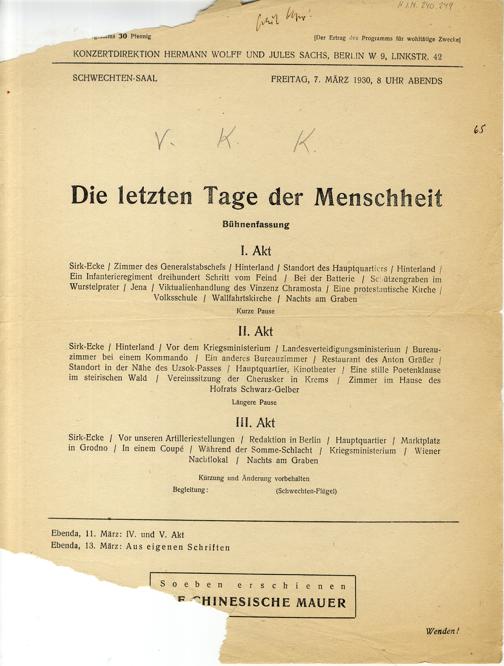 H.I.N. 240.249
30 Pfennig
[Der Ertrag des Programms für wohltätige Zwecke]
KONZERTDIREKTION HERMANN WOLFF UND JULES SACHS, BERLIN W 9, LINKSTR. 42
SCHWECHTEN-SAAL FREITAG, 7. MÄRZ 1930, 8 UHR ABENDS
65
V. K. K.
Die letzten Tage der Menschheit
Bühnenfassung
I. Akt
Sirk-Ecke / Zimmer des Generalstabschefs / Hinterland / Standort des Hauptquartiers / Hinterland /
Ein Infanterieregiment dreihundert Schritt vom Feind / Bei der Batterie / Schützengraben im
Wurstelprater / Jena / Viktualienhandlung des Vinzenz Chramosta / Eine protestantische Kirche /
Volksschule / Wallfahrtskirche / Nachts am Graben
Kurze Pause
II. Akt
Sirk-Ecke / Hinterland / Vor dem Kriegsministerium / Landesverteidigungsministerium / Bureau-
zimmer bei einem Kommando / Ein anderes Bureauzimmer / Restaurant des Anton Gräßer /
Standort in der Nähe des Uzsok-Passes / Hauptquartier, Kinotheater / Eine stille Poetenklause
im steirischen Wald / Vereinssitzung der Cherusker in Krems / Zimmer im Hause des
Hofrats Schwarz-Gelber
Längere Pause
III. Akt
Sirk-Ecke / Vor unseren Artilleriestellungen / Redaktion in Berlin / Hauptquartier / Marktplatz
in Grodno / In einem Coupé / Während der Somme-Schlacht / Kriegsministerium / Wiener
Nachtlokal / Nachts am Graben
Kürzung und Änderung vorbehalten
Begleitung: (Schwechten-Flügel)
Ebenda, 11. März: IV. und V. Akt
Ebenda, 13. März: Aus eigenen Schriften
Soeben erschienen
E CHINESISCHE MAUER
Wenden!